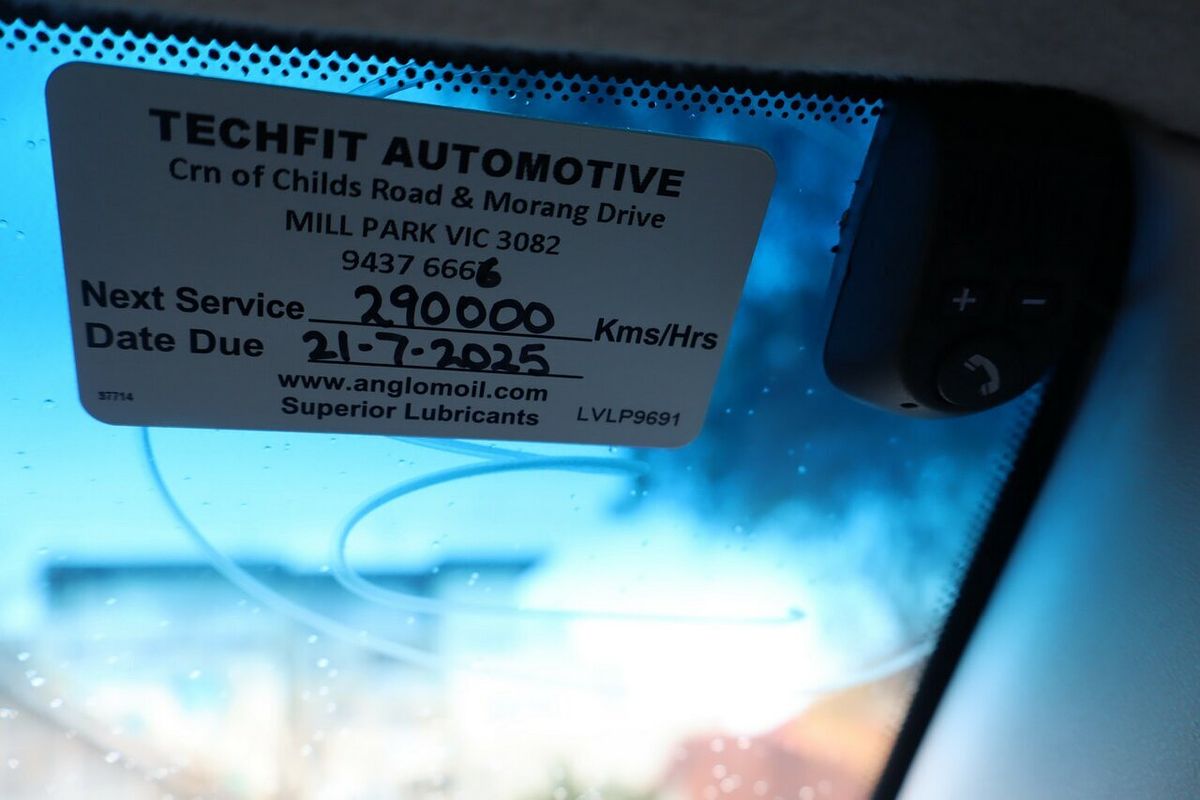 TECHFIT AUTOMOTIVE
Crn of Childs Road & Morang Drive
MILL PARK VIC 3082
9437 6666
Next Service 290000 Kms/Hrs
Date Due 21-7-2025
www.anglomoil.com
Superior Lubricants
37714 LVLP9691
+ −